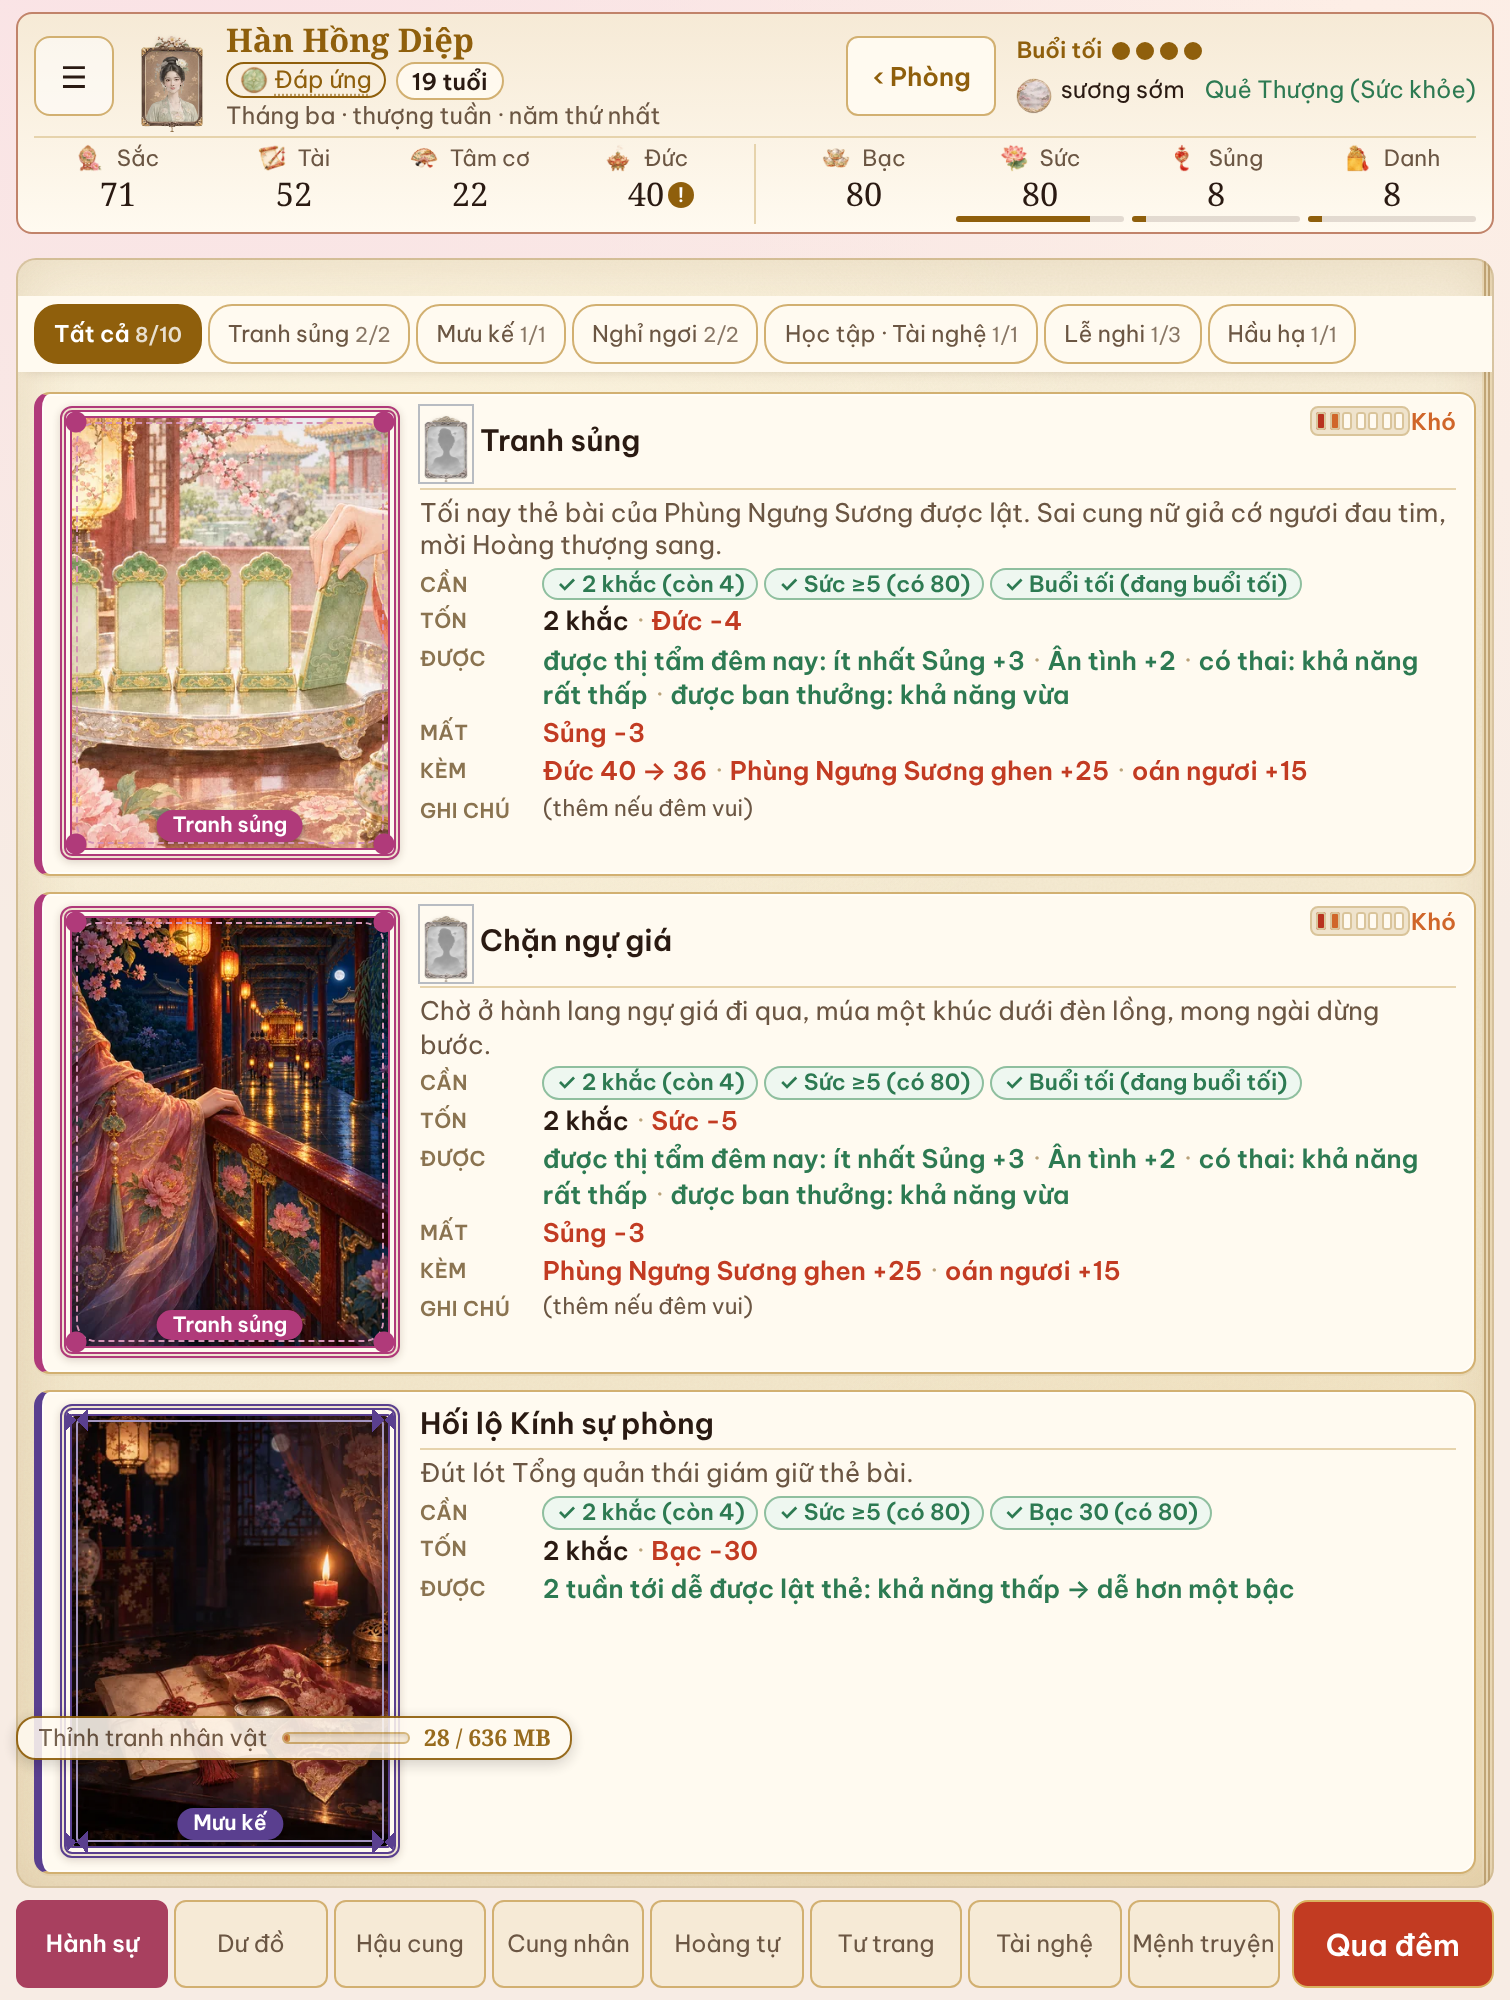 ☰
Hàn Hồng Diệp
Đáp ứng 19 tuổi
Tháng ba · thượng tuần · năm thứ nhất
‹ Phòng
Buổi tối
sương sớm Quẻ Thượng (Sức khỏe)
Sắc Tài Tâm cơ Đức Bạc Sức Sủng Danh
71 52 22 40 ! 80 80 8 8
Tất cả 8/10 Tranh sủng 2/2 Mưu kế 1/1 Nghỉ ngơi 2/2 Học tập · Tài nghệ 1/1 Lễ nghi 1/3 Hầu hạ 1/1
Tranh sủng
Khó
Tối nay thẻ bài của Phùng Ngưng Sương được lật. Sai cung nữ giả cớ ngươi đau tim,
mời Hoàng thượng sang.
CẦN ✓ 2 khắc (còn 4) ✓ Sức ≥5 (có 80) ✓ Buổi tối (đang buổi tối)
TỐN 2 khắc · Đức -4
ĐƯỢC được thị tẩm đêm nay: ít nhất Sủng +3 · Ân tình +2 · có thai: khả năng
rất thấp · được ban thưởng: khả năng vừa
MẤT Sủng -3
KÈM Đức 40 → 36 · Phùng Ngưng Sương ghen +25 · oán ngươi +15
GHI CHÚ (thêm nếu đêm vui)
Tranh sủng
Chặn ngự giá
Khó
Chờ ở hành lang ngự giá đi qua, múa một khúc dưới đèn lồng, mong ngài dừng
bước.
CẦN ✓ 2 khắc (còn 4) ✓ Sức ≥5 (có 80) ✓ Buổi tối (đang buổi tối)
TỐN 2 khắc · Sức -5
ĐƯỢC được thị tẩm đêm nay: ít nhất Sủng +3 · Ân tình +2 · có thai: khả năng
rất thấp · được ban thưởng: khả năng vừa
MẤT Sủng -3
KÈM Phùng Ngưng Sương ghen +25 · oán ngươi +15
GHI CHÚ (thêm nếu đêm vui)
Tranh sủng
Hối lộ Kính sự phòng
Đút lót Tổng quản thái giám giữ thẻ bài.
CẦN ✓ 2 khắc (còn 4) ✓ Sức ≥5 (có 80) ✓ Bạc 30 (có 80)
TỐN 2 khắc · Bạc -30
ĐƯỢC 2 tuần tới dễ được lật thẻ: khả năng thấp → dễ hơn một bậc
Thỉnh tranh nhân vật 28 / 636 MB
Mưu kế
Hành sự Dư đồ Hậu cung Cung nhân Hoàng tự Tư trang Tài nghệ Mệnh truyện Qua đêm